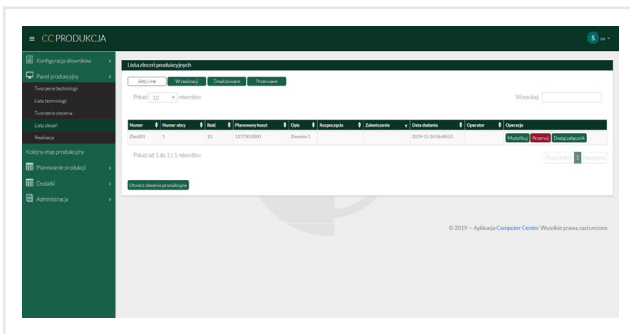 ≡ CC PRODUKCJA
S sa
Konfiguracja słowników
Panel produkcyjny
Tworzenie technologii
Lista technologii
Tworzenie zlecenia
Lista zleceń
Realizacja
Kolejny etap produkcyjny
Planowanie produkcji
Dodatki
Administracja
Lista zleceń produkcyjnych
Aktywne W realizacji Zrealizowane Przerwane
Pokaż 10 rekordów
Wyszukaj:
Numer Numer obcy Ilość Planowany koszt Opis Rozpoczęcie Zakończenie Data dodania Operator Operacje
Zlec001 1 10 Zlecenie 1 Modyfikuj Przerwij Dodaj załącznik
Pokaż od 1 do 1 z 1 rekordów
Poprzednia 1 Następna
Utwórz zlecenie produkcyjne
© 2019 — Aplikacja Computer Center. Wszelkie prawa zastrzeżone